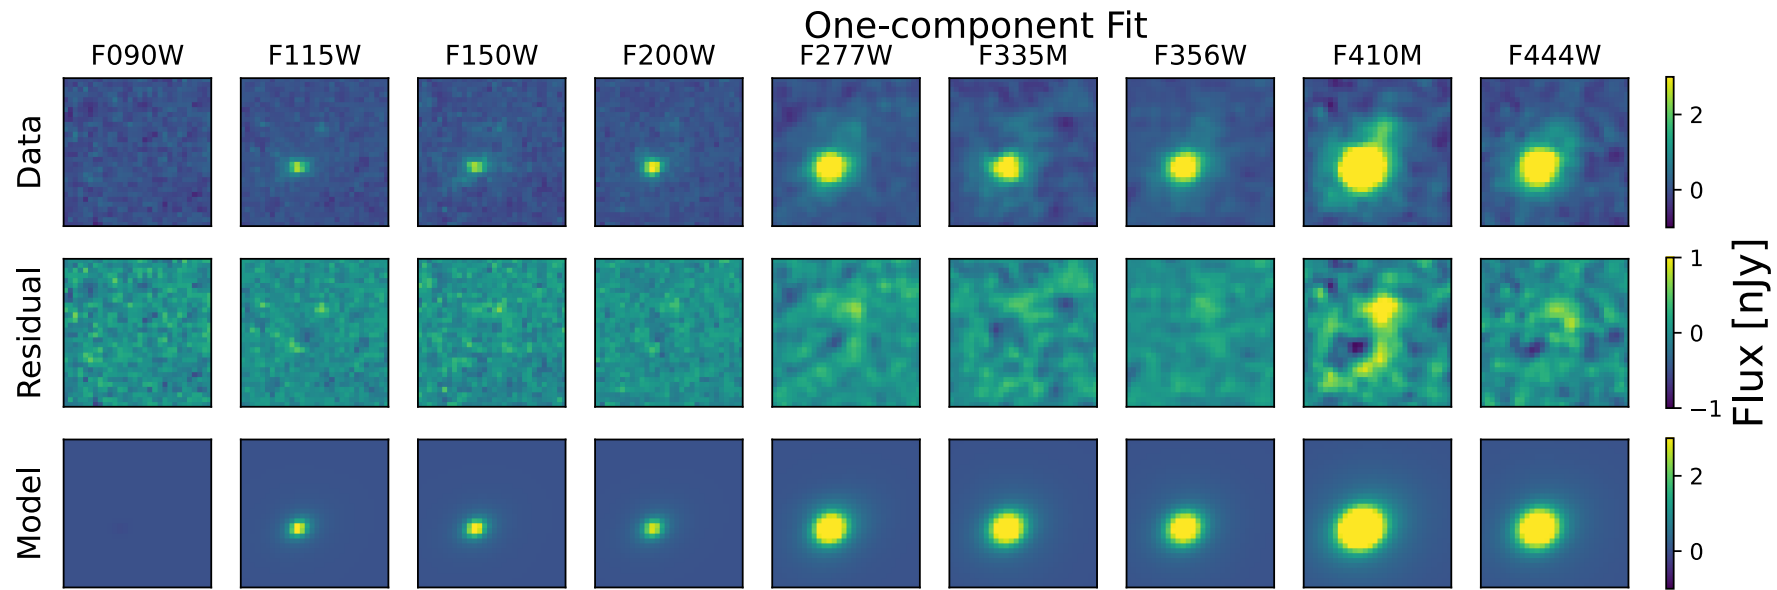 One-component Fit
F090W F115W F150W F200W F277W F335M F356W F410M F444W
Data
2
0
Residual
1
0
−1
Flux [nJy]
Model
2
0